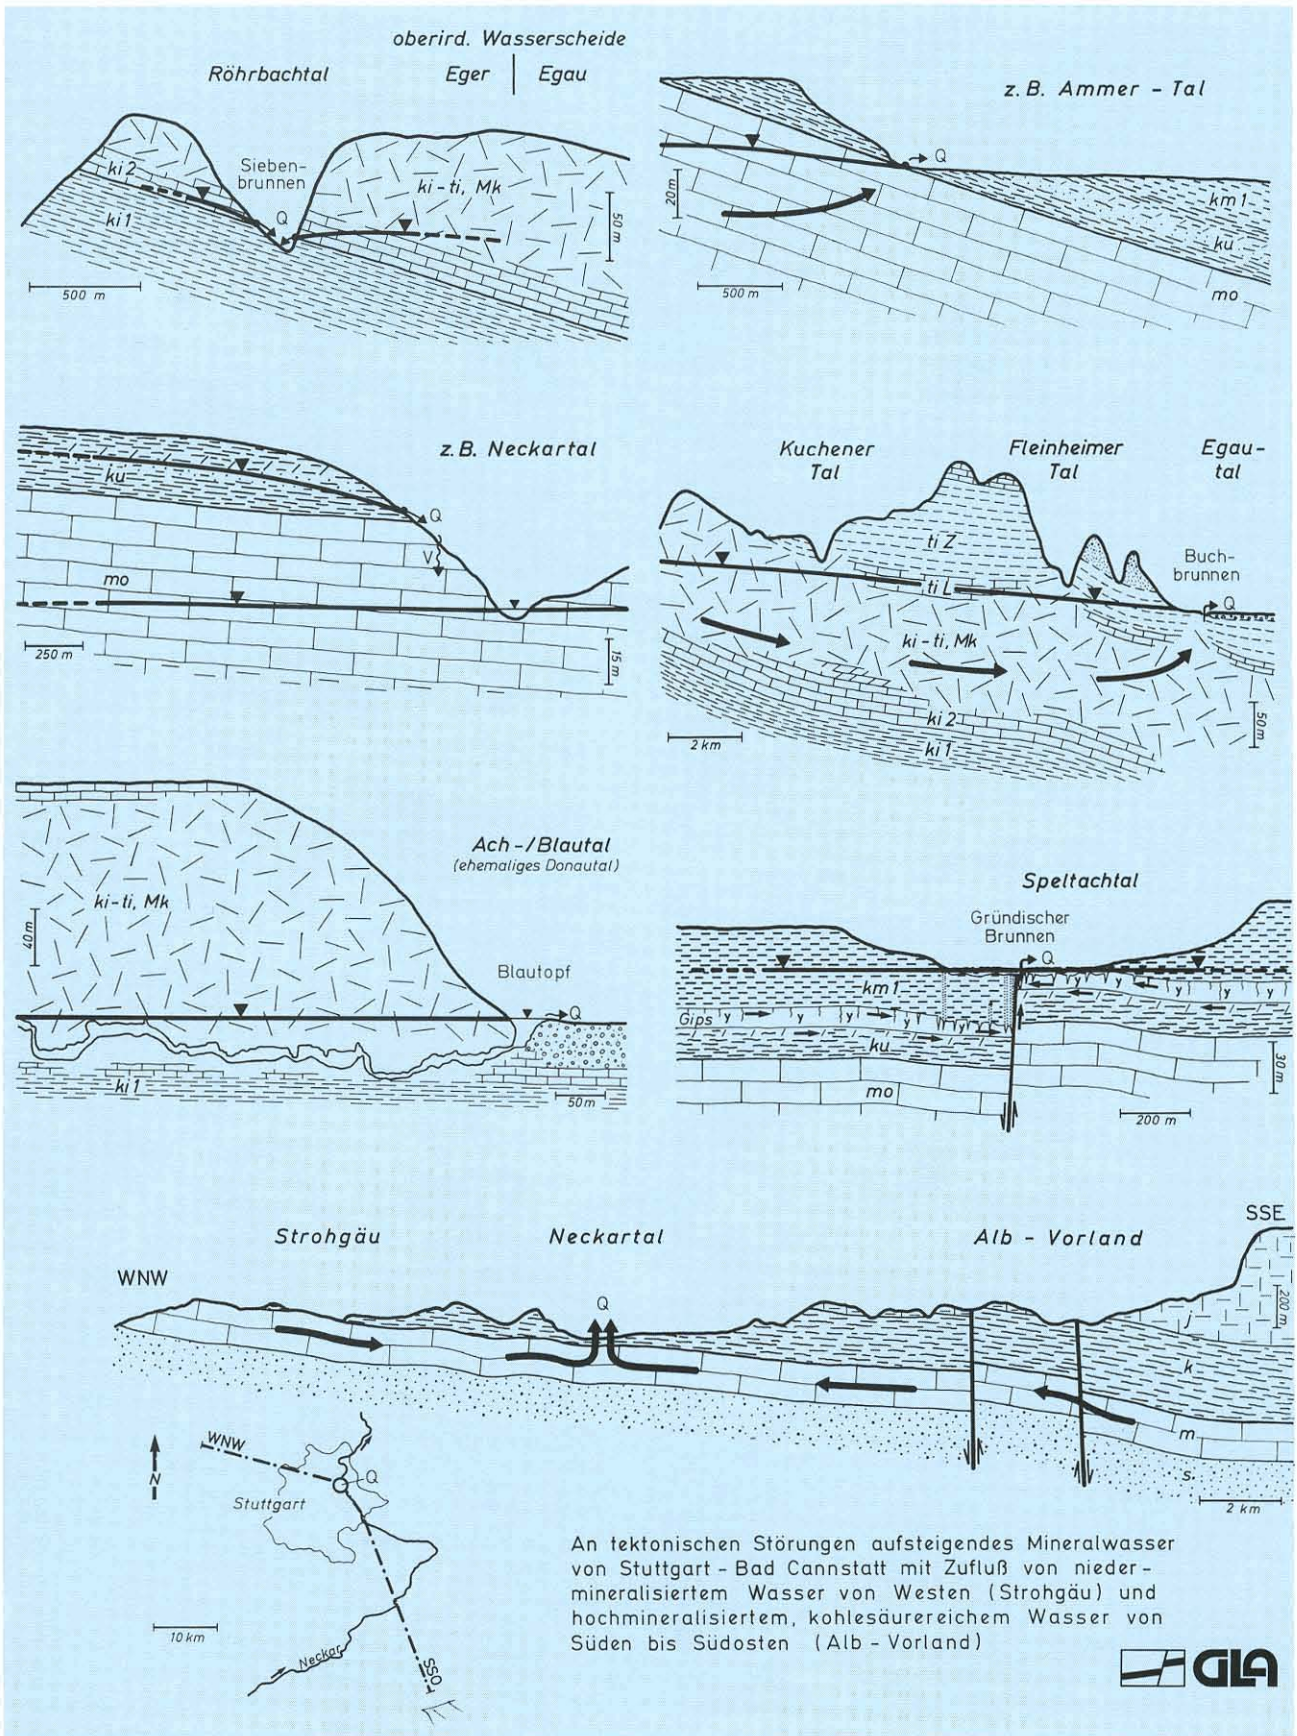 oberird. Wasserscheide
Röhrbachtal
Eger | Egau
Sieben-
brunnen
ki 2
ki 1
Q
ki-ti, Mk
50 m
500 m
z. B. Ammer - Tal
Q
20m
km 1
ku
mo
500 m
z. B. Neckartal
ku
Q
V
mo
250 m
15m
Kuchener
Tal
Fleinheimer
Tal
Egau-
tal
ti Z
Buch-
brunnen
ti L
Q
ki-ti, Mk
ki 2
ki 1
2 km
50m
Ach-/Blautal
(ehemaliges Donautal)
ki-ti, Mk
40m
Blautopf
Q
ki 1
50m
Speltachtal
Gründischer
Brunnen
Q
km 1
Gips
y y y y y y y y y
ku
mo
30m
200 m
Strohgäu
Neckartal
Alb - Vorland
SSE
WNW
Q
200 m
j
k
m
s
2 km
WNW
N
Q
Stuttgart
10 km
Neckar
SSO
An tektonischen Störungen aufsteigendes Mineralwasser
von Stuttgart - Bad Cannstatt mit Zufluß von nieder-
mineralisiertem Wasser von Westen (Strohgäu) und
hochmineralisiertem, kohlesäurereichem Wasser von
Süden bis Südosten (Alb - Vorland)
GLA